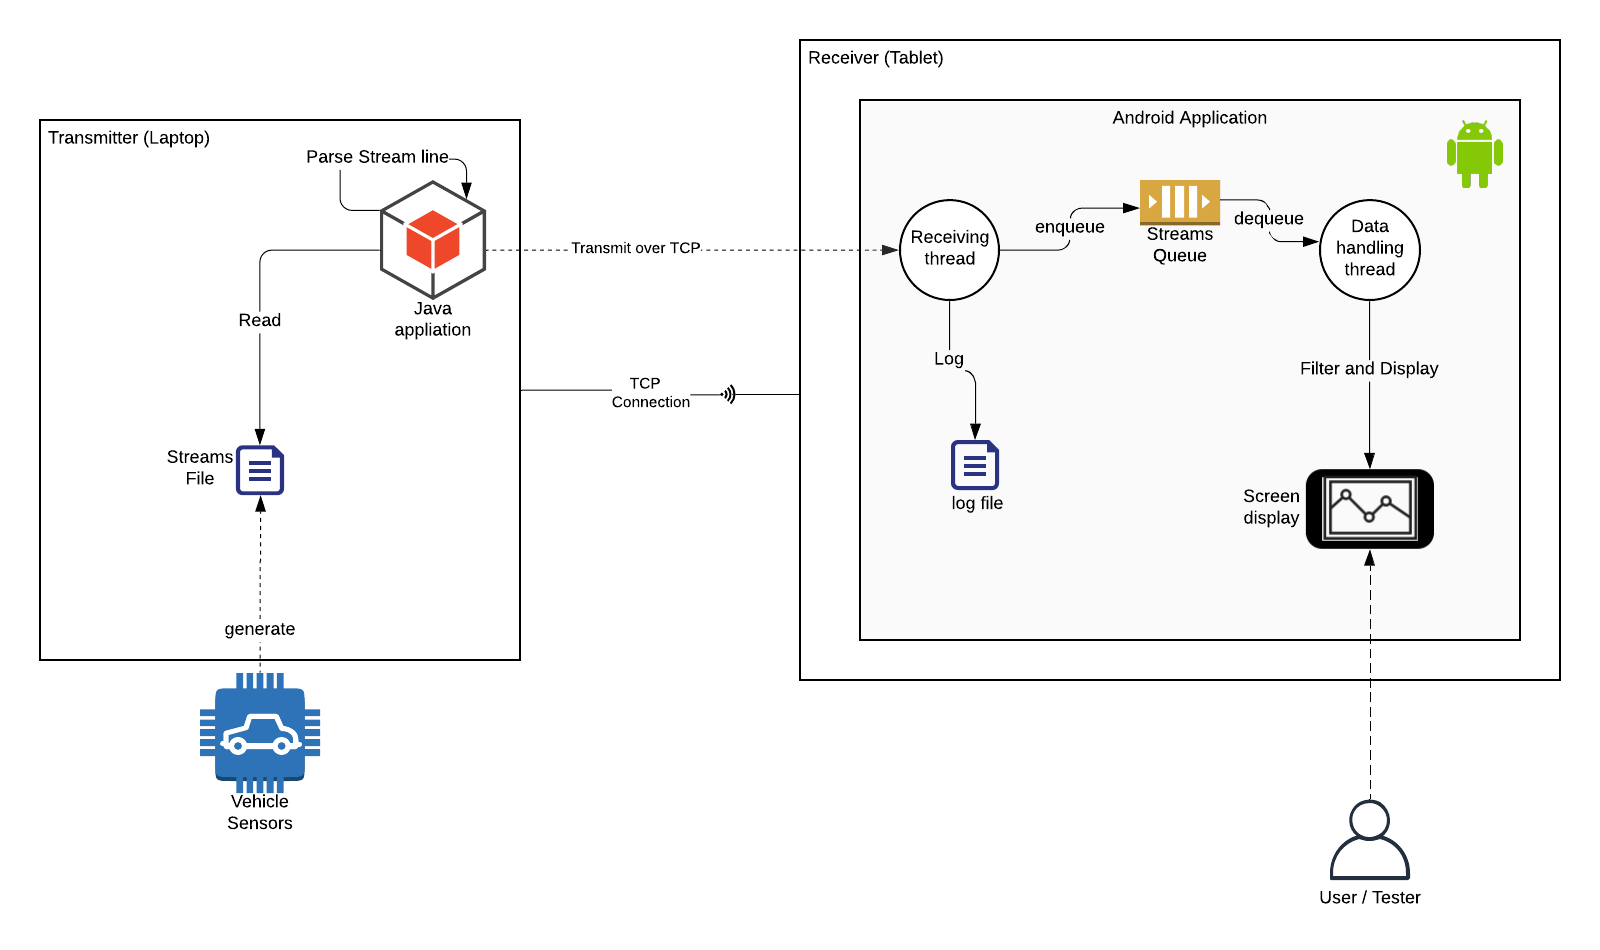 Receiver (Tablet)
Android Application
Transmitter (Laptop)
Parse Stream line
Java
appliation
Read
Streams
File
generate
Vehicle
Sensors
Transmit over TCP
TCP
Connection
Receiving
thread
enqueue
Streams
Queue
dequeue
Data
handling
thread
Log
log file
Filter and Display
Screen
display
User / Tester